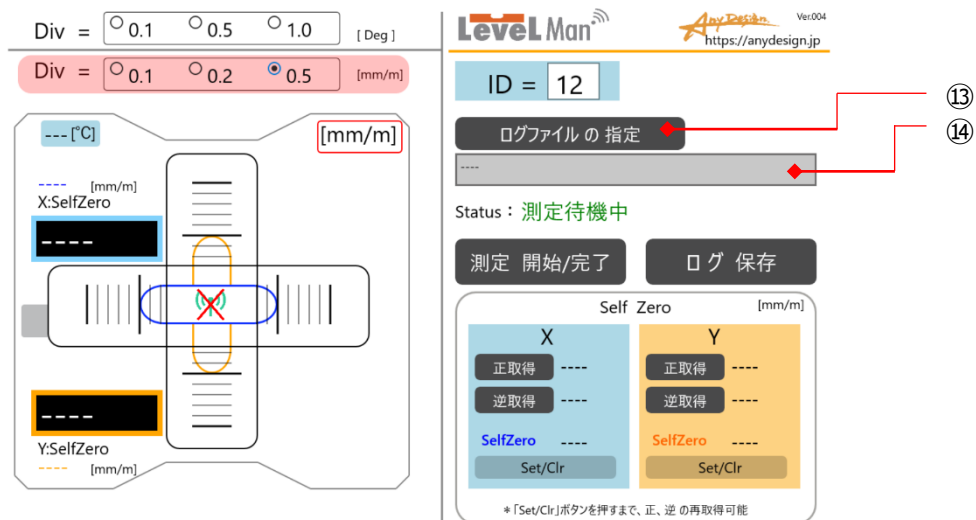 Div = 0.1 0.5 1.0 [ Deg ]
Div = 0.1 0.2 0.5 [mm/m]
--- [℃]
[mm/m]
---- [mm/m]
X:SelfZero
----
----
Y:SelfZero
---- [mm/m]
LeveL Man
AnyDesign Ver.004
https://anydesign.jp
ID = 12
ログファイル の 指定
----
Status：測定待機中
測定 開始/完了
ログ 保存
Self Zero [mm/m]
X
正取得 ----
逆取得 ----
SelfZero ----
Set/Clr
Y
正取得 ----
逆取得 ----
SelfZero ----
Set/Clr
＊「Set/Clr」ボタンを押すまで、正、逆 の再取得可能
⑬
⑭